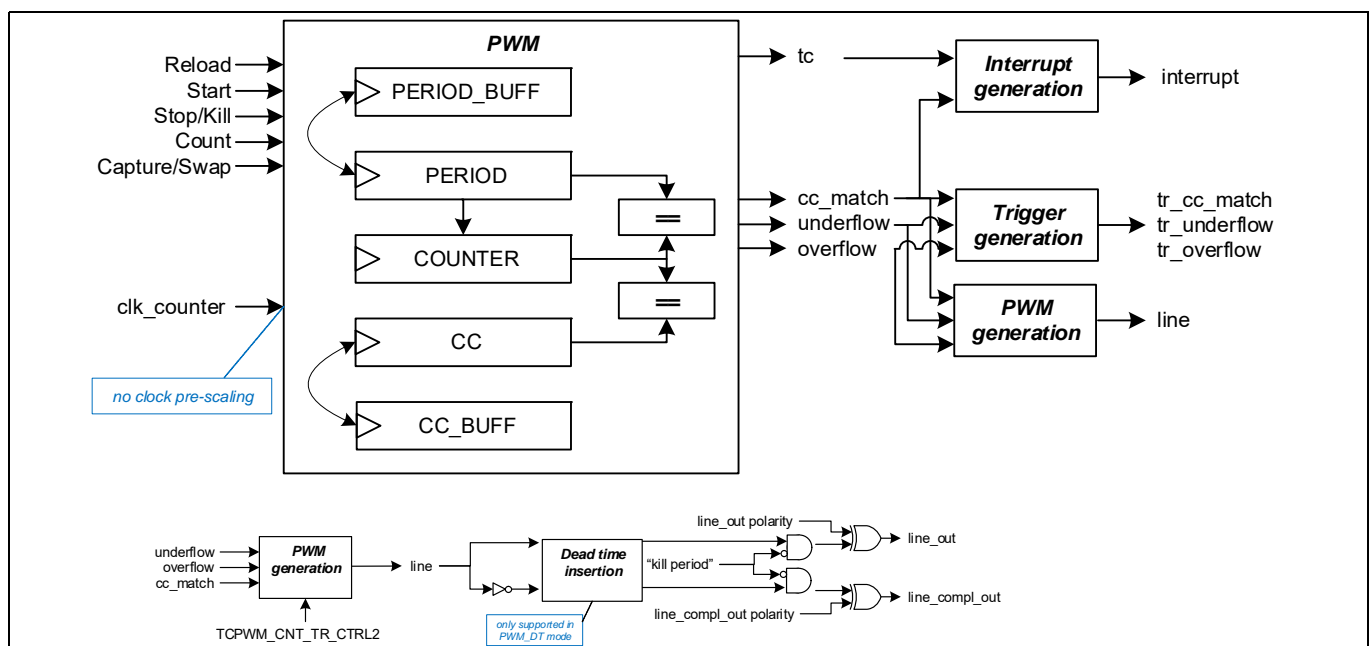 PWM
Reload
Start
Stop/Kill
Count
Capture/Swap
clk_counter
no clock pre-scaling
PERIOD_BUFF
PERIOD
COUNTER
CC
CC_BUFF
=
=
tc
cc_match
underflow
overflow
Interrupt
generation
interrupt
Trigger
generation
tr_cc_match
tr_underflow
tr_overflow
PWM
generation
line
underflow
overflow
cc_match
PWM
generation
TCPWM_CNT_TR_CTRL2
line
Dead time
insertion
only supported in
PWM_DT mode
line_out polarity
"kill period"
line_compl_out polarity
line_out
line_compl_out